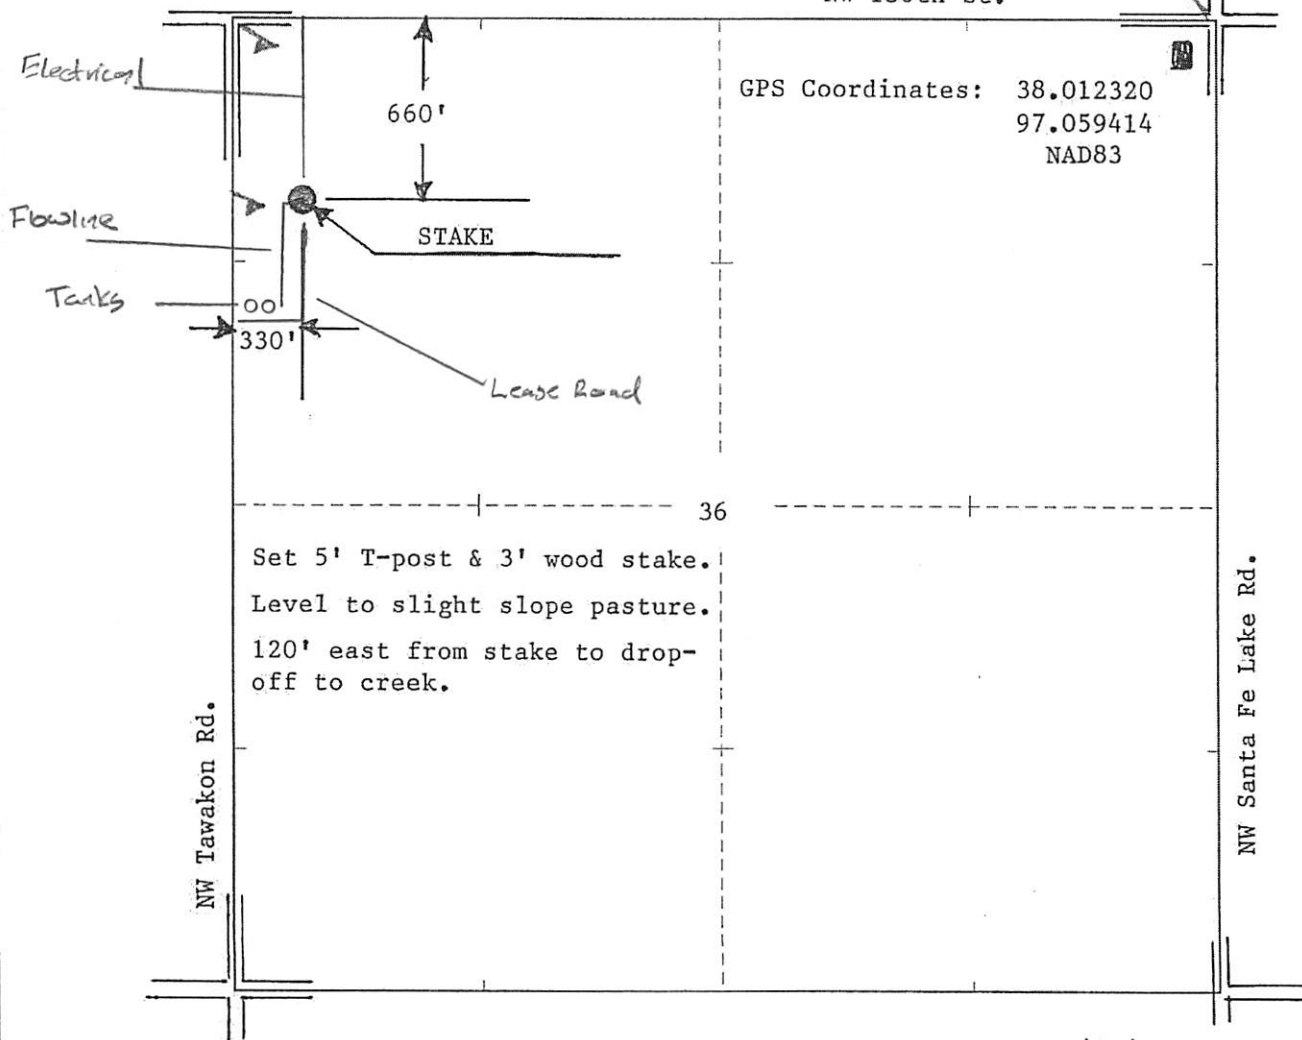 Electrical
660'
GPS Coordinates: 38.012320
97.059414
NAD83
Flowline
STAKE
Tanks
330'
Lease Road
36
Set 5' T-post & 3' wood stake.
Level to slight slope pasture.
120' east from stake to drop-
off to creek.
NW Tawakon Rd.
NW Santa Fe Lake Rd.